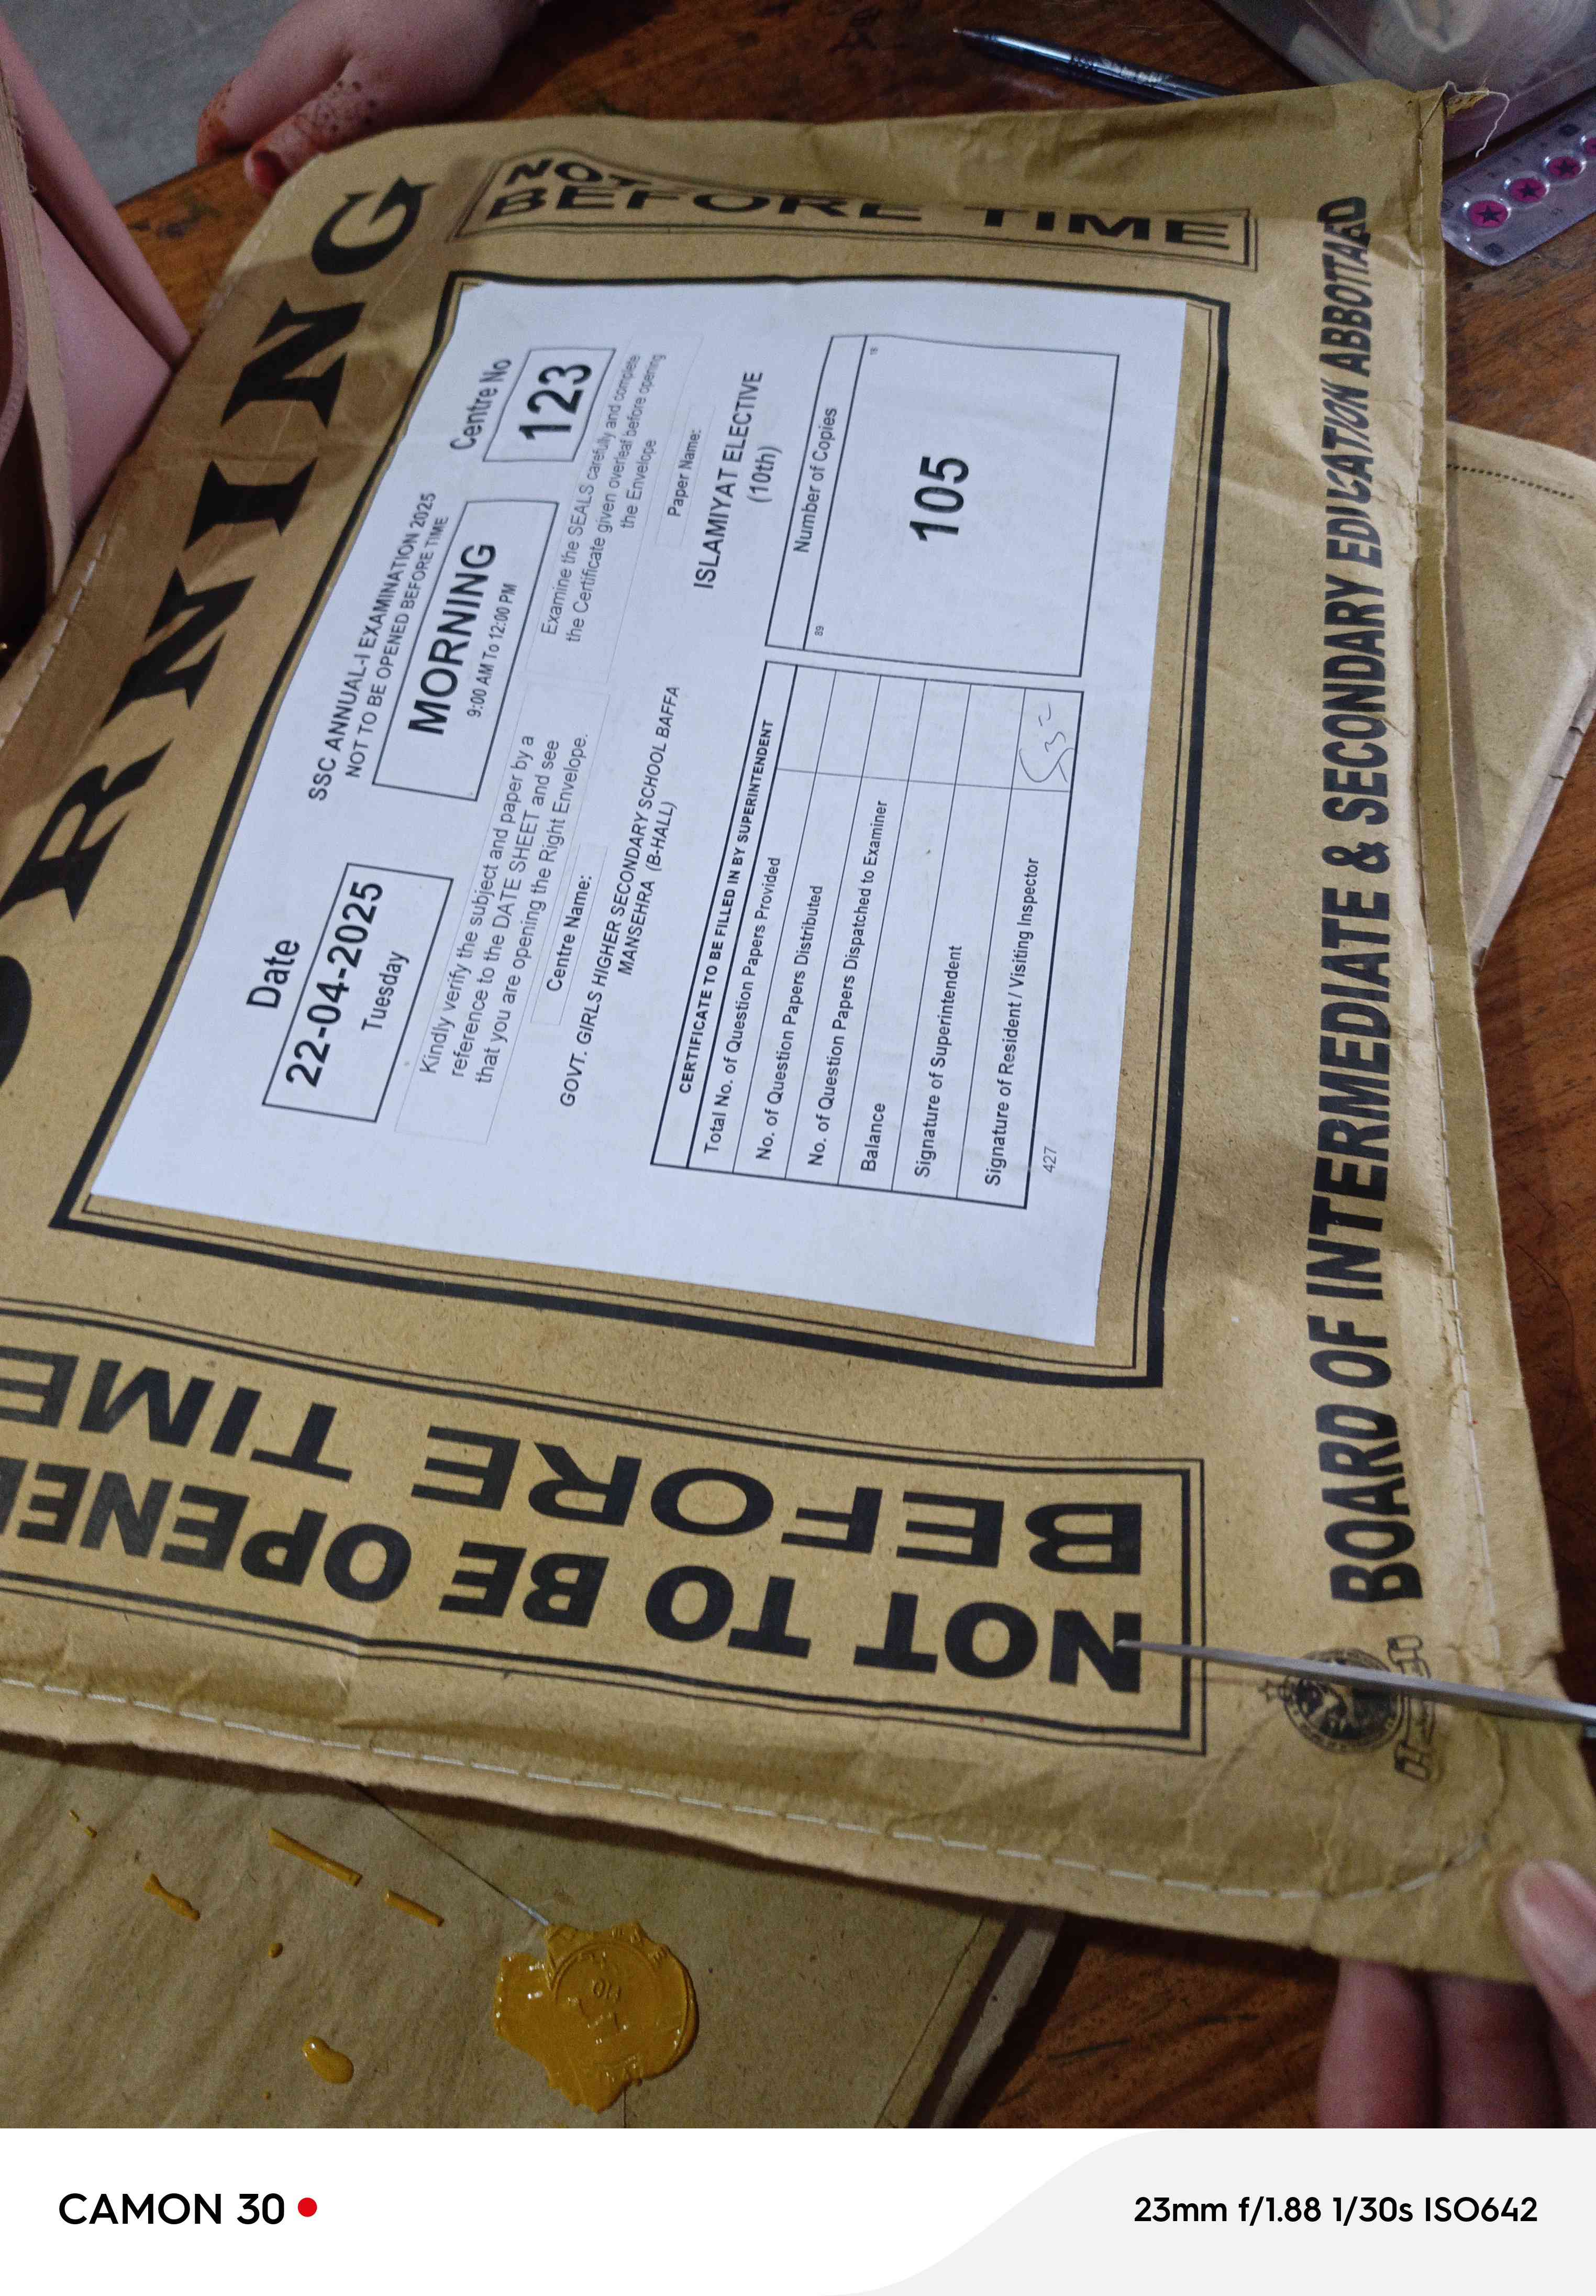 MORNING
NOT
BEFORE TIME
Date
22-04-2025
Tuesday
SSC ANNUAL-I EXAMINATION 2025
NOT TO BE OPENED BEFORE TIME
MORNING
9:00 AM To 12:00 PM
Centre No
123
Kindly verify the subject and paper by a
reference to the DATE SHEET and see
that you are opening the Right Envelope.
Examine the SEALS carefully and complete
the Certificate given overleaf before opening
the Envelope
Centre Name:
GOVT. GIRLS HIGHER SECONDARY SCHOOL BAFFA
MANSEHRA (B-HALL)
Paper Name:
ISLAMIYAT ELECTIVE
(10th)
CERTIFICATE TO BE FILLED IN BY SUPERINTENDENT
Total No. of Question Papers Provided
No. of Question Papers Distributed
No. of Question Papers Dispatched to Examiner
Balance
Signature of Superintendent
Signature of Resident / Visiting Inspector
427
Number of Copies
89
18
105
NOT TO BE OPENED
BEFORE TIME
BOARD OF INTERMEDIATE & SECONDARY EDUCATION ABBOTTABAD
CAMON 30
23mm f/1.88 1/30s ISO642